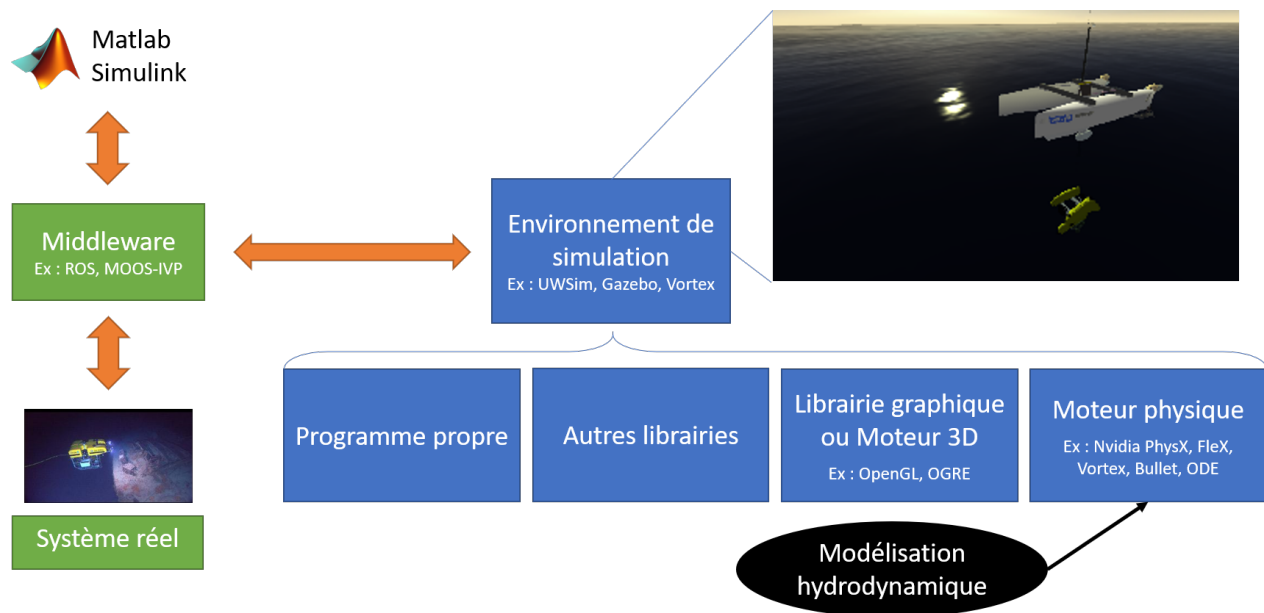 Matlab
Simulink
Middleware
Ex : ROS, MOOS-IVP
Système réel
Environnement de
simulation
Ex : UWSim, Gazebo, Vortex
Programme propre
Autres librairies
Librairie graphique
ou Moteur 3D
Ex : OpenGL, OGRE
Moteur physique
Ex : Nvidia PhysX, FleX,
Vortex, Bullet, ODE
Modélisation
hydrodynamique